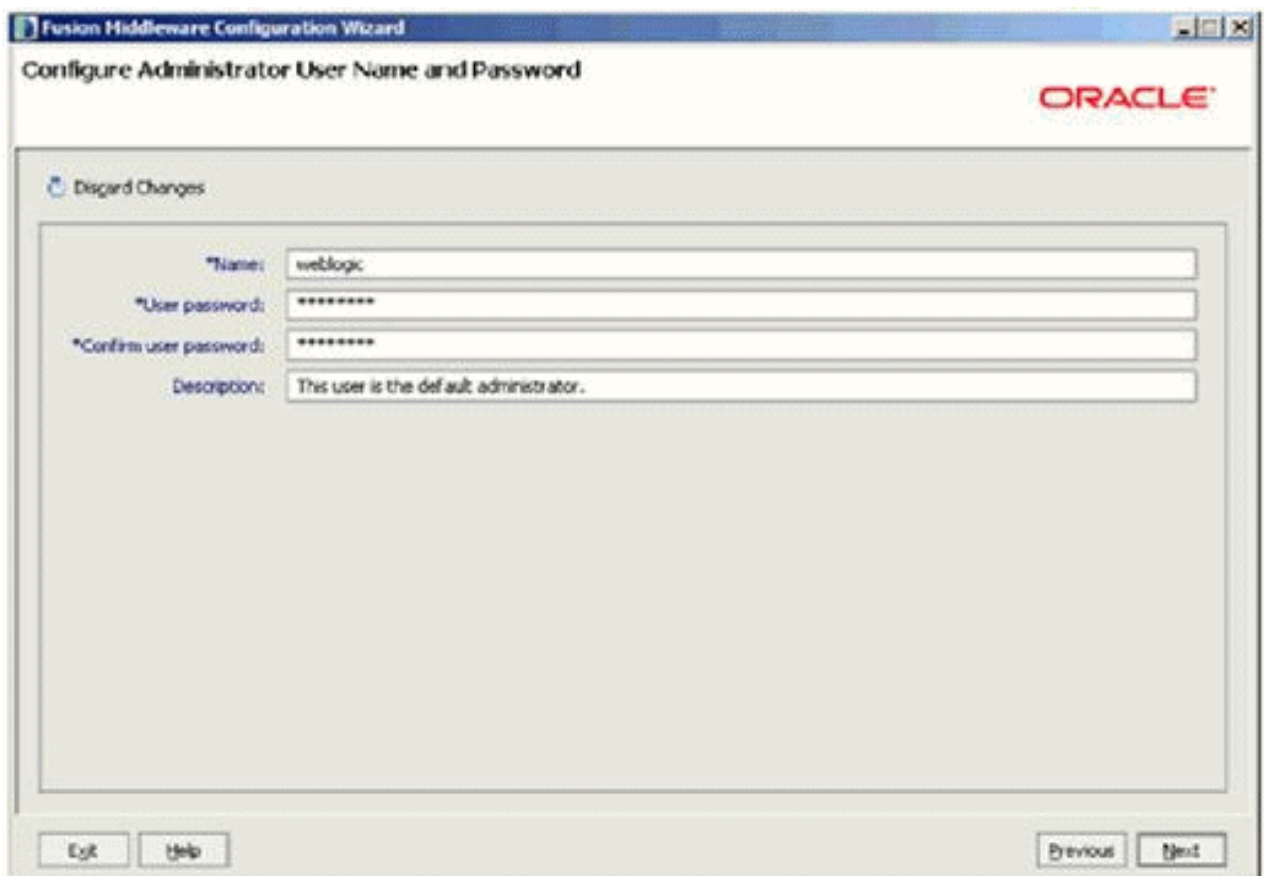 Fusion Middleware Configuration Wizard
Configure Administrator User Name and Password
ORACLE
Discard Changes
*Name: weblogic
*User password: ********
*Confirm user password: ********
Description: This user is the default administrator.
Exit Help Previous Next